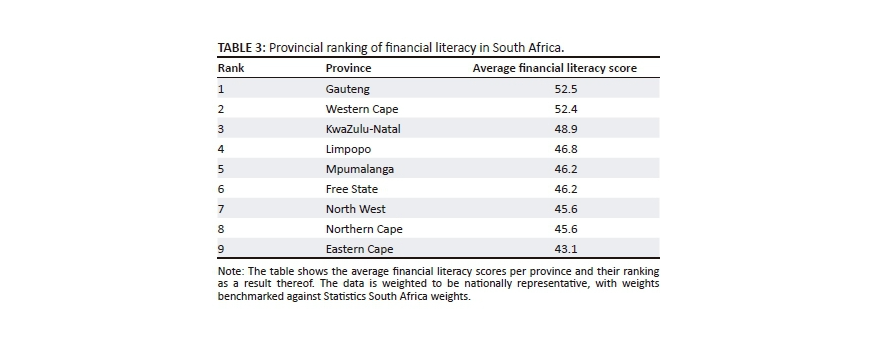 TABLE 3: Provincial ranking of financial literacy in South Africa.
Rank Province Average financial literacy score
1 Gauteng 52.5
2 Western Cape 52.4
3 KwaZulu-Natal 48.9
4 Limpopo 46.8
5 Mpumalanga 46.2
6 Free State 46.2
7 North West 45.6
8 Northern Cape 45.6
9 Eastern Cape 43.1
Note: The table shows the average financial literacy scores per province and their ranking
as a result thereof. The data is weighted to be nationally representative, with weights
benchmarked against Statistics South Africa weights.